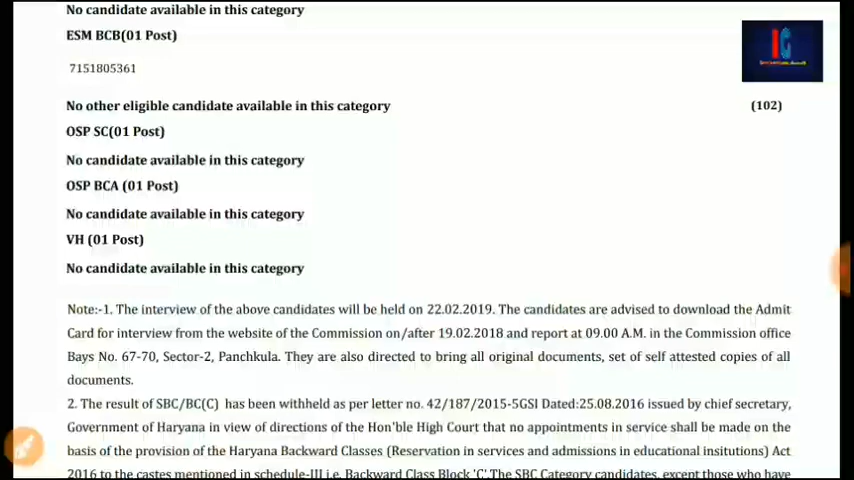 No candidate available in this category
ESM BCB(01 Post)
7151805361
No other eligible candidate available in this category (102)
OSP SC(01 Post)
No candidate available in this category
OSP BCA (01 Post)
No candidate available in this category
VH (01 Post)
No candidate available in this category
Note:-1. The interview of the above candidates will be held on 22.02.2019. The candidates are advised to download the Admit
Card for interview from the website of the Commission on/after 19.02.2018 and report at 09.00 A.M. in the Commission office
Bays No. 67-70, Sector-2, Panchkula. They are also directed to bring all original documents, set of self attested copies of all
documents.
2. The result of SBC/BC(C) has been withheld as per letter no. 42/187/2015-5GSI Dated:25.08.2016 issued by chief secretary,
Government of Haryana in view of directions of the Hon'ble High Court that no appointments in service shall be made on the
basis of the provision of the Haryana Backward Classes (Reservation in services and admissions in educational insitutions) Act
2016 to the castes mentioned in schedule-III i.e. Backward Class Block 'C'.The SBC Category candidates, except those who have